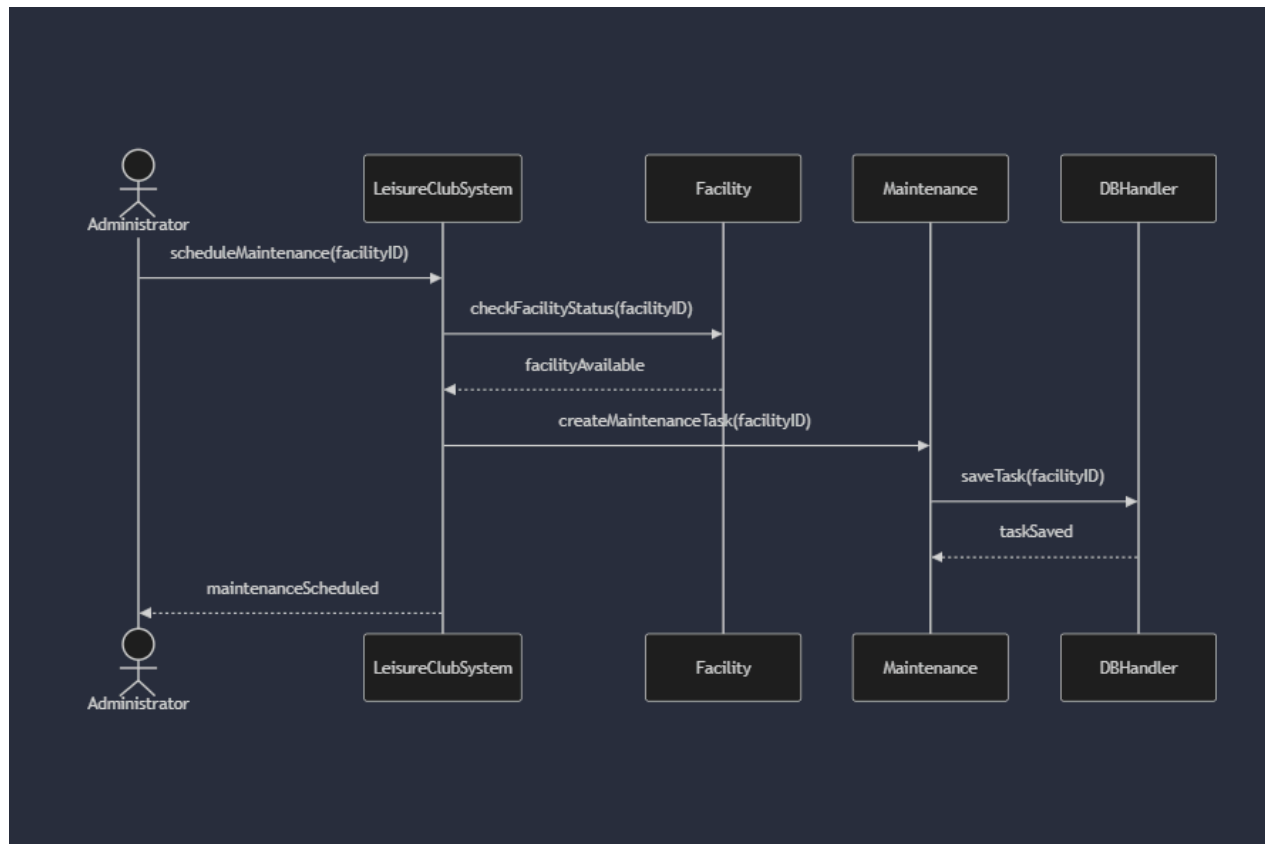 LeisureClubSystem
Facility
Maintenance
DBHandler
Administrator
scheduleMaintenance(facilityID)
checkFacilityStatus(facilityID)
facilityAvailable
createMaintenanceTask(facilityID)
saveTask(facilityID)
taskSaved
maintenanceScheduled
LeisureClubSystem
Facility
Maintenance
DBHandler
Administrator